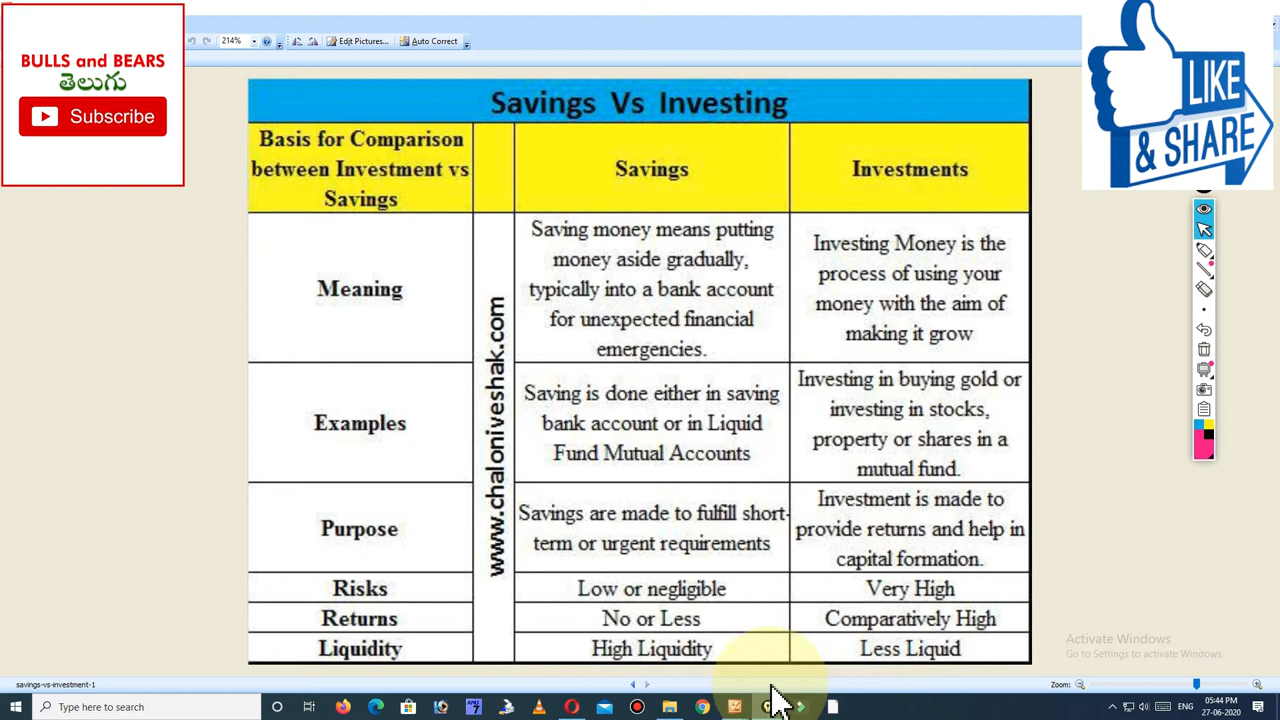 BULLS and BEARS
తెలుగు
Subscribe
214%
Edit Pictures...
Auto Correct
LIKE
& SHARE
Savings Vs Investing
Basis for Comparison
between Investment vs
Savings
Savings
Investments
Meaning
Saving money means putting
money aside gradually,
typically into a bank account
for unexpected financial
emergencies.
Investing Money is the
process of using your
money with the aim of
making it grow
www.chaloniveshak.com
Examples
Saving is done either in saving
bank account or in Liquid
Fund Mutual Accounts
Investing in buying gold or
investing in stocks,
property or shares in a
mutual fund.
Purpose
Savings are made to fulfill short-
term or urgent requirements
Investment is made to
provide returns and help in
capital formation.
Risks
Low or negligible
Very High
Returns
No or Less
Comparatively High
Liquidity
High Liquidity
Less Liquid
Activate Windows
Go to Settings to activate Windows.
savings-vs-investment-1
Zoom:
Type here to search
ENG
05:44 PM
27-06-2020